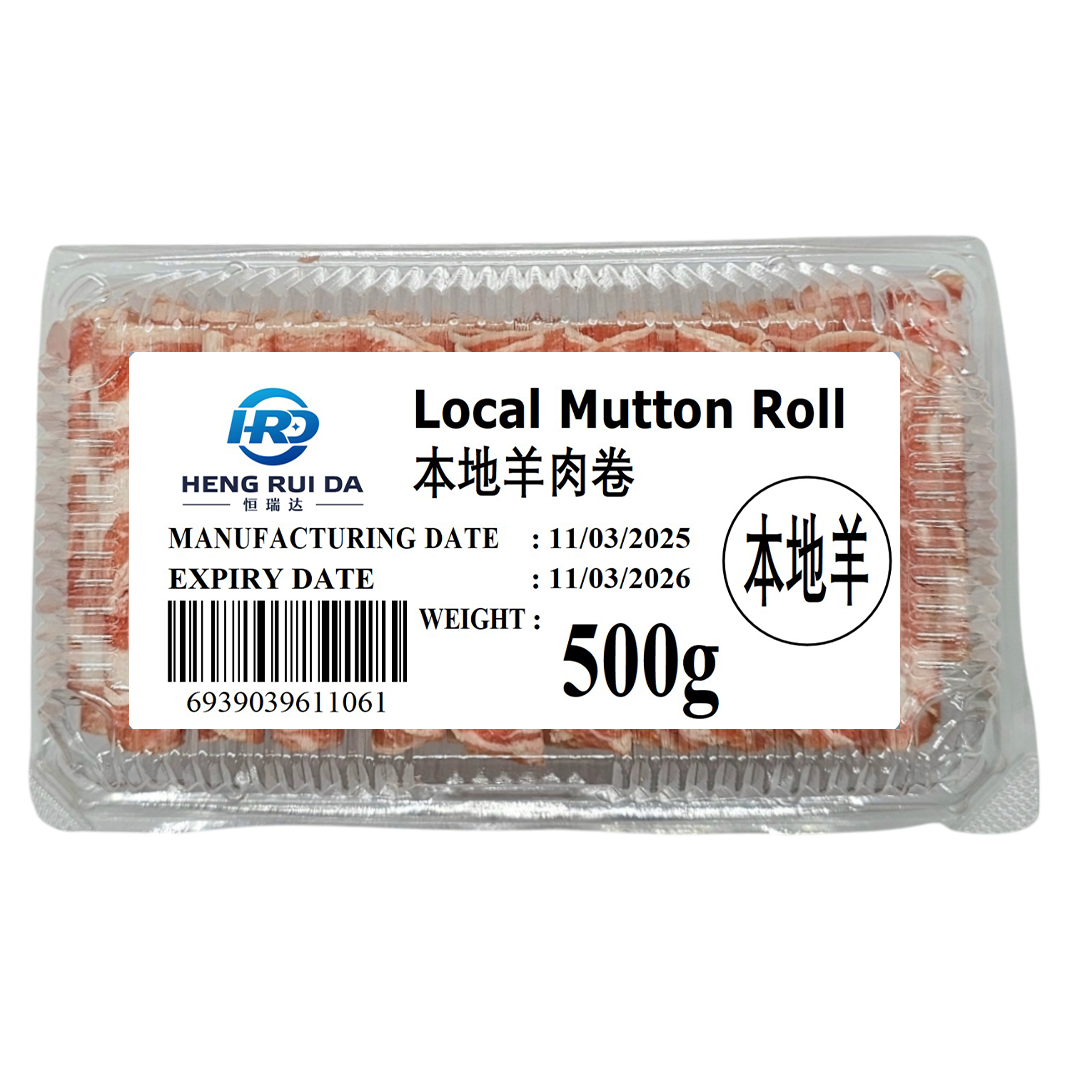 HRD
HENG RUI DA
恒瑞达
Local Mutton Roll
本地羊肉卷
MANUFACTURING DATE : 11/03/2025
EXPIRY DATE : 11/03/2026
WEIGHT :
500g
6939039611061
本地羊